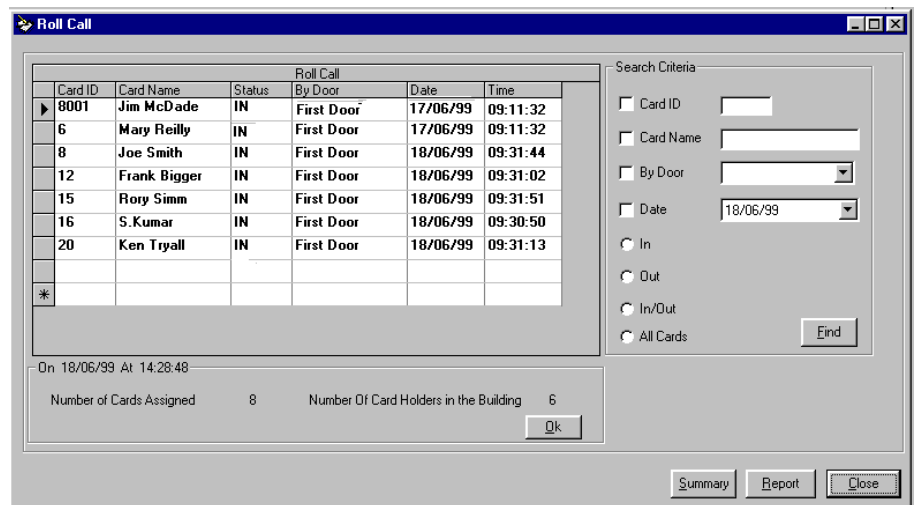 Roll Call
Roll Call
Card ID Card Name Status By Door Date Time
8001 Jim McDade IN First Door 17/06/99 09:11:32
6 Mary Reilly IN First Door 17/06/99 09:11:32
8 Joe Smith IN First Door 18/06/99 09:31:44
12 Frank Bigger IN First Door 18/06/99 09:31:02
15 Rory Simm IN First Door 18/06/99 09:31:51
16 S.Kumar IN First Door 18/06/99 09:30:50
20 Ken Tryall IN First Door 18/06/99 09:31:13
Search Criteria
Card ID
Card Name
By Door
Date 18/06/99
In
Out
In/Out
All Cards Find
On 18/06/99 At 14:28:48
Number of Cards Assigned 8 Number Of Card Holders in the Building 6
Ok
Summary Report Close